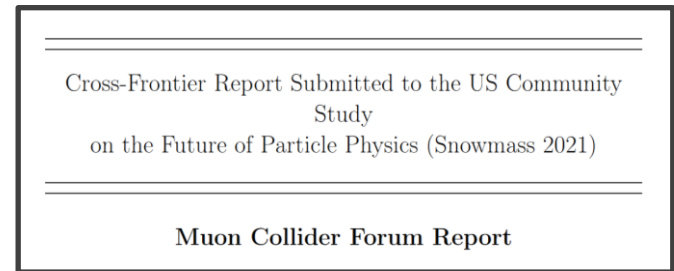 Cross-Frontier Report Submitted to the US Community
Study
on the Future of Particle Physics (Snowmass 2021)
Muon Collider Forum Report